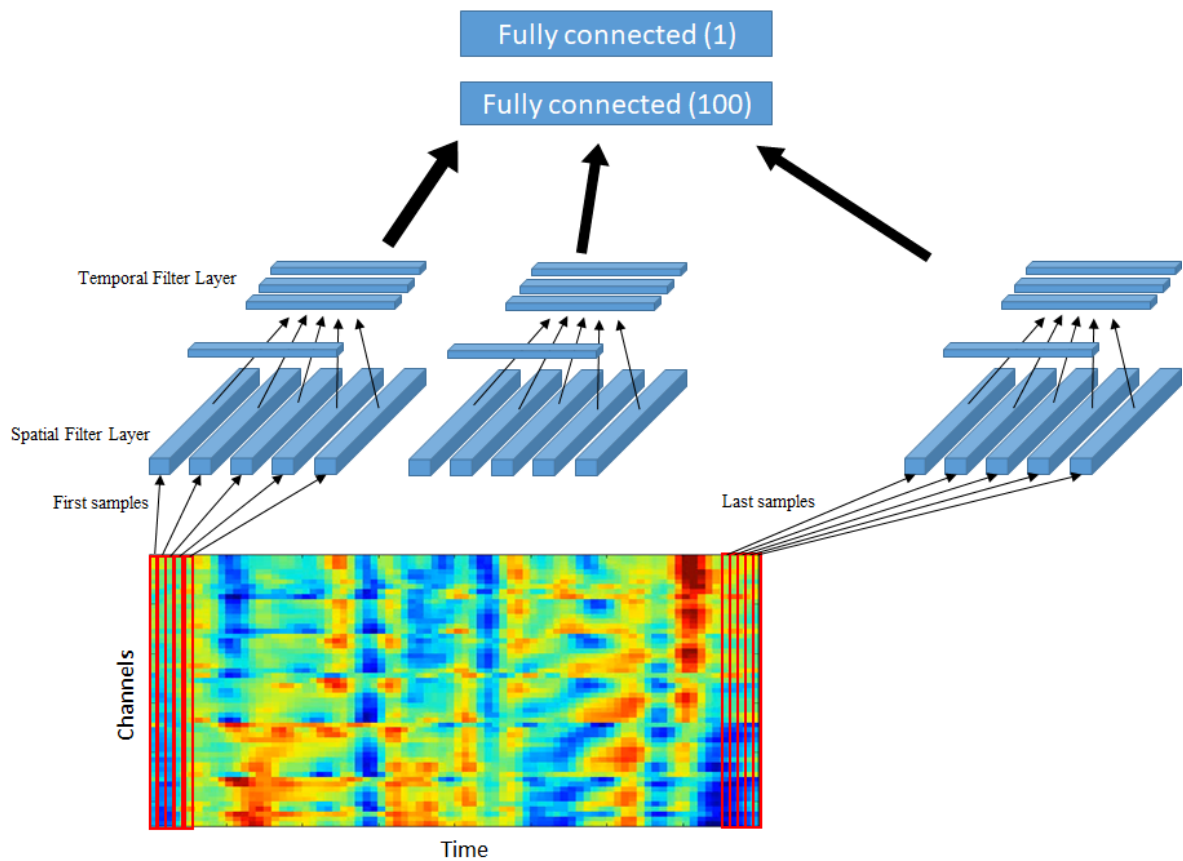 Fully connected (1)
Fully connected (100)
Temporal Filter Layer
Spatial Filter Layer
First samples
Last samples
Channels
Time